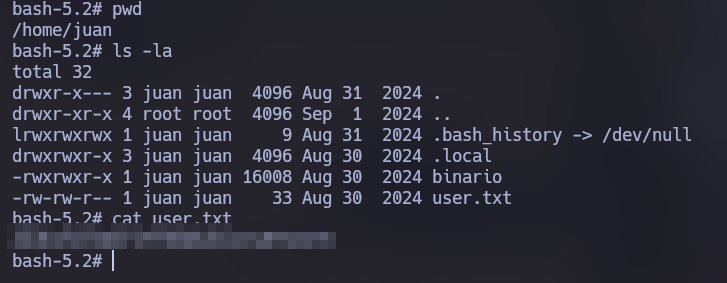 bash-5.2# pwd
/home/juan
bash-5.2# ls -la
total 32
drwxr-x--- 3 juan juan  4096 Aug 31  2024 .
drwxr-xr-x 4 root root  4096 Sep  1  2024 ..
lrwxrwxrwx 1 juan juan     9 Aug 31  2024 .bash_history -> /dev/null
drwxrwxr-x 3 juan juan  4096 Aug 30  2024 .local
-rwxrwxr-x 1 juan juan 16008 Aug 30  2024 binario
-rw-rw-r-- 1 juan juan    33 Aug 30  2024 user.txt
bash-5.2# cat user.txt
bash-5.2#